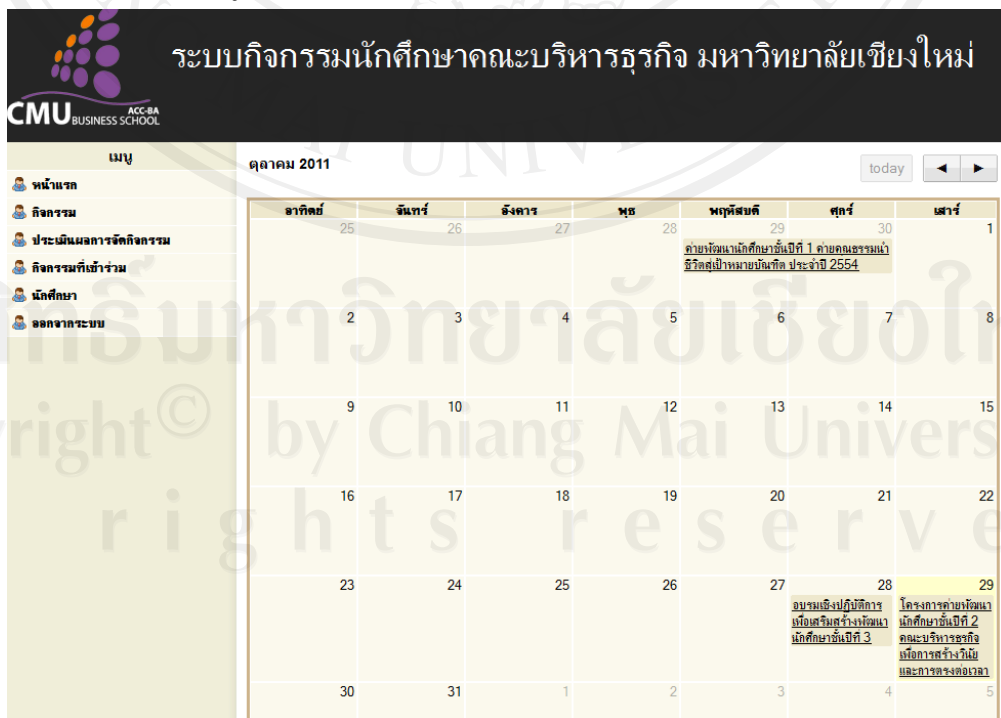 ระบบกิจกรรมนักศึกษาคณะบริหารธุรกิจ มหาวิทยาลัยเชียงใหม่
CMU BUSINESS SCHOOL
ACC-BA
เมนู
หน้าแรก
กิจกรรม
ประเมินผลการจัดกิจกรรม
กิจกรรมที่เข้าร่วม
นักศึกษา
ออกจากระบบ
ตุลาคม 2011
today ◄ ►
อาทิตย์ จันทร์ อังคาร พุธ พฤหัสบดี ศุกร์ เสาร์
25 26 27 28 29 30 1
ค่ายพัฒนานักศึกษาชั้นปีที่ 1 ค่ายคุณธรรมนำ
ชีวิตสู่เป้าหมายบัณฑิต ประจำปี 2554
2 3 4 5 6 7 8
9 10 11 12 13 14 15
16 17 18 19 20 21 22
23 24 25 26 27 28 29
อบรมเชิงปฏิบัติการ
เพื่อเสริมสร้างพัฒนา
นักศึกษาชั้นปีที่ 3
โครงการค่ายพัฒนา
นักศึกษาชั้นปีที่ 2
คณะบริหารธุรกิจ
เพื่อการสร้างวินัย
และการตรงต่อเวลา
30 31 1 2 3 4 5
right © by Chiang Mai Univers
rights reserve